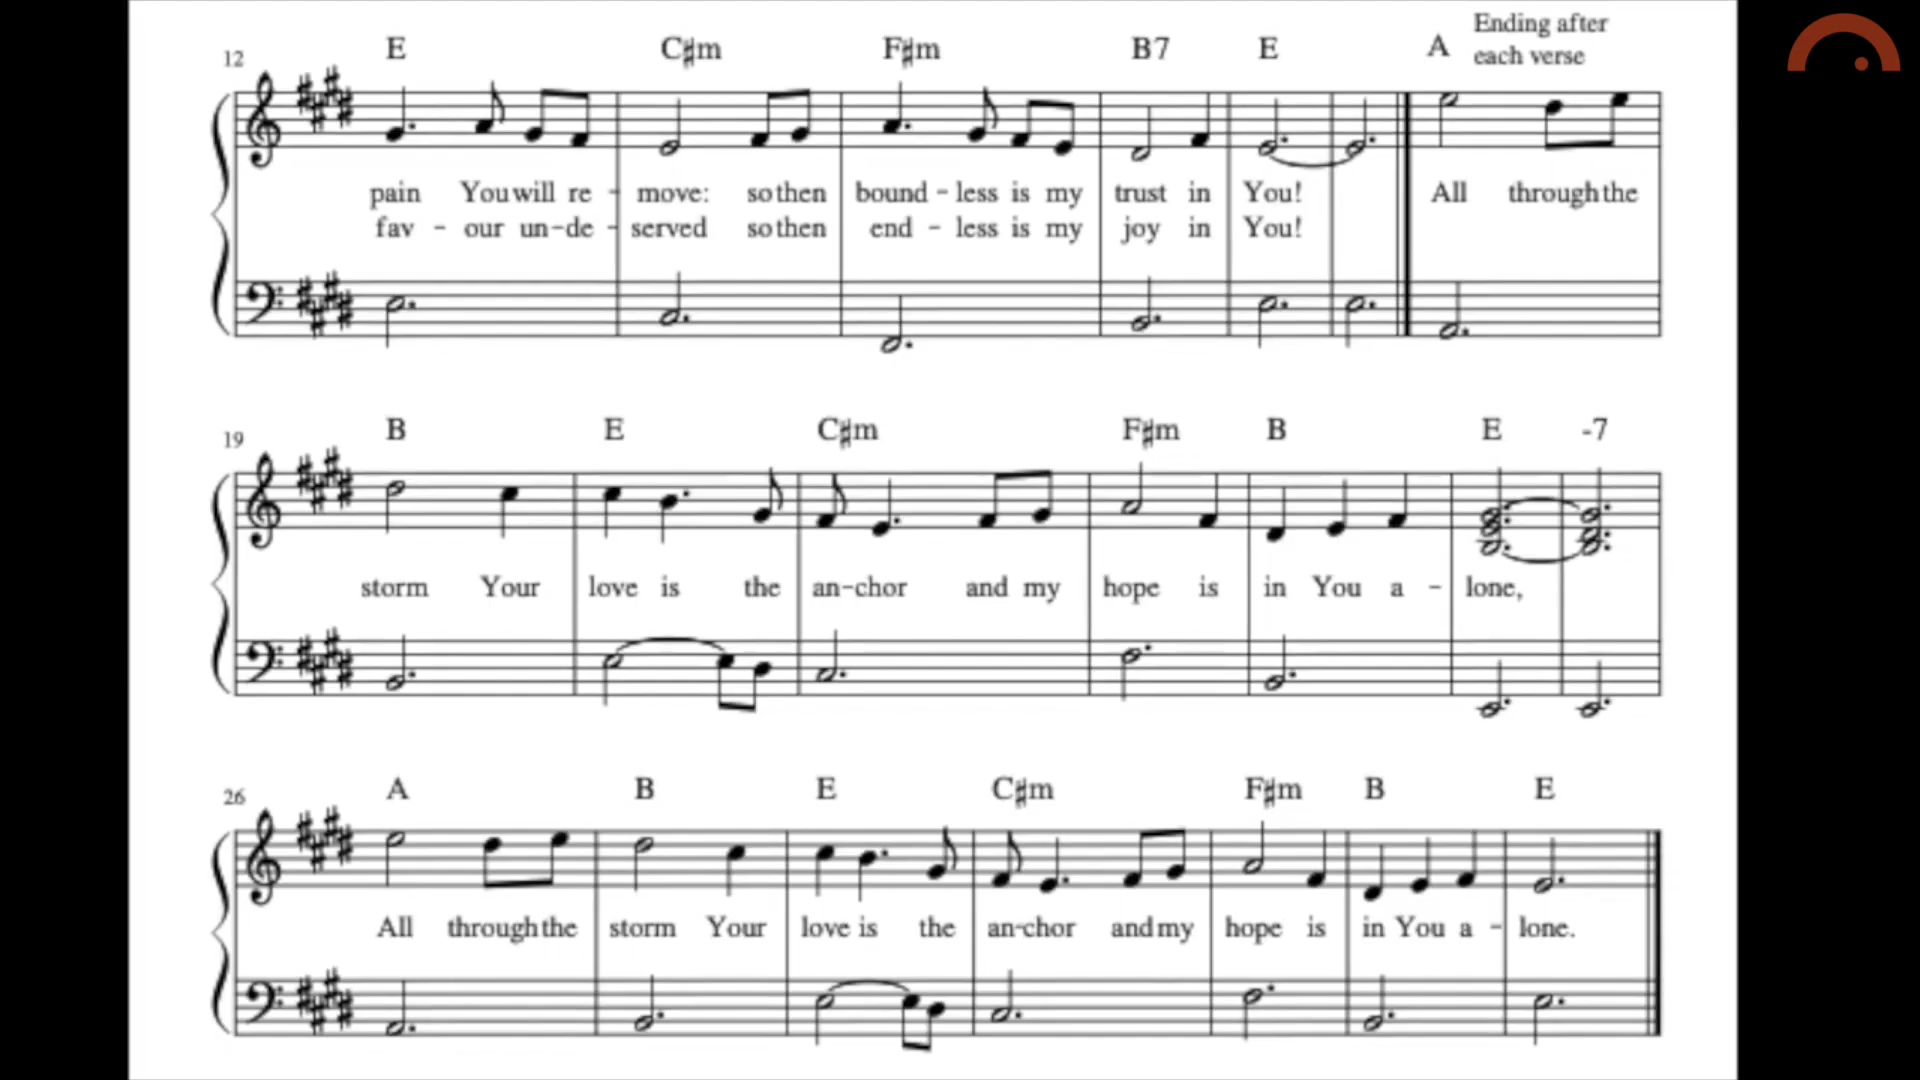 Ending after
12 E C♯m F♯m B7 E A each verse
pain You will re - move: so then bound - less is my trust in You! All through the
fav - our un-de - served so then end - less is my joy in You!
19 B E C♯m F♯m B E -7
storm Your love is the an-chor and my hope is in You a - lone,
26 A B E C♯m F♯m B E
All through the storm Your love is the an-chor and my hope is in You a - lone.